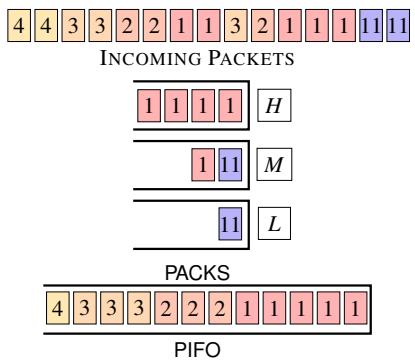 4 4 3 3 2 2 1 1 3 2 1 1 1 11 11
INCOMING PACKETS
1 1 1 1 H
1 11 M
11 L
PACKS
4 3 3 3 2 2 2 1 1 1 1 1
PIFO